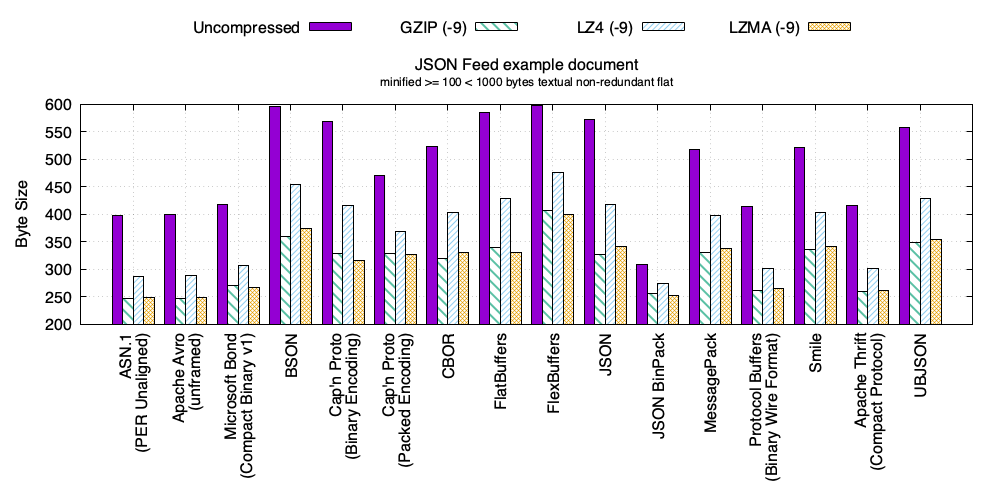 Uncompressed GZIP (-9) LZ4 (-9) LZMA (-9)
JSON Feed example document
minified >= 100 < 1000 bytes textual non-redundant flat
Byte Size
600
550
500
450
400
350
300
250
200
ASN.1
(PER Unaligned)
Apache Avro
(unframed)
Microsoft Bond
(Compact Binary v1)
BSON
Cap'n Proto
(Binary Encoding)
Cap'n Proto
(Packed Encoding)
CBOR
FlatBuffers
FlexBuffers
JSON
JSON BinPack
MessagePack
Protocol Buffers
(Binary Wire Format)
Smile
Apache Thrift
(Compact Protocol)
UBJSON